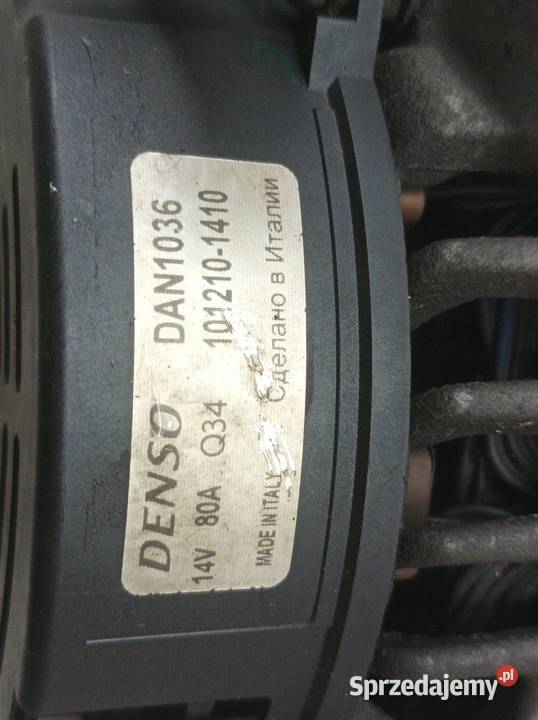 DENSO DAN1036
14V 80A Q34 101210-1410
MADE IN ITALY Сделано в Италии
Sprzedajemy.pl